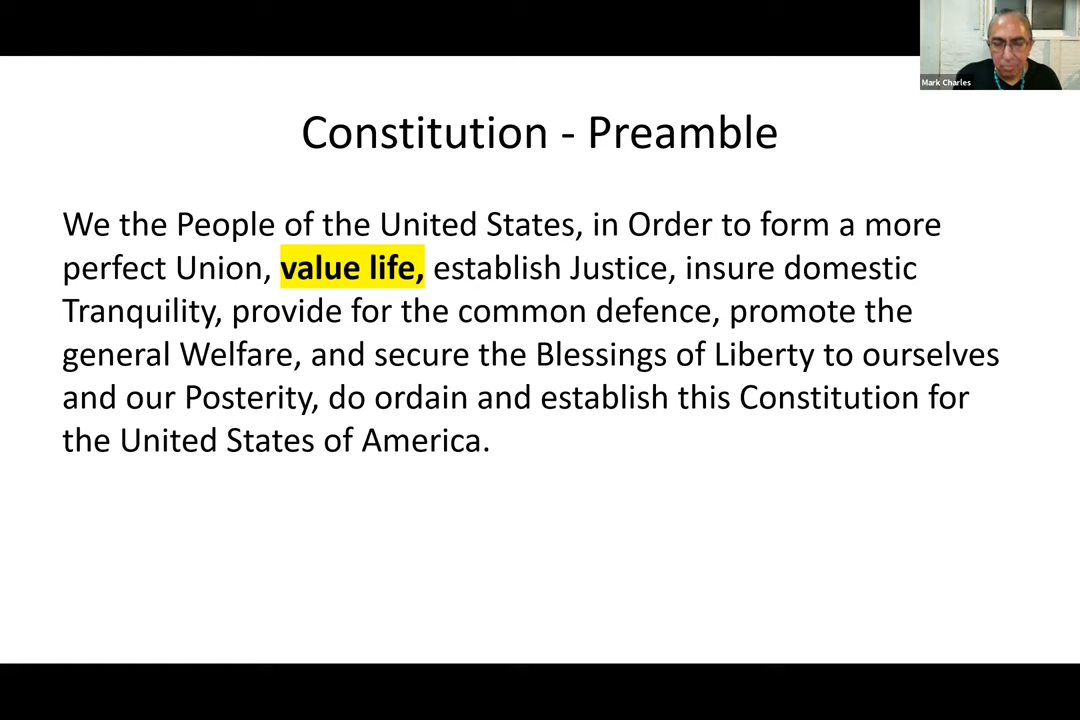 Mark Charles
Constitution - Preamble
We the People of the United States, in Order to form a more
perfect Union, value life, establish Justice, insure domestic
Tranquility, provide for the common defence, promote the
general Welfare, and secure the Blessings of Liberty to ourselves
and our Posterity, do ordain and establish this Constitution for
the United States of America.